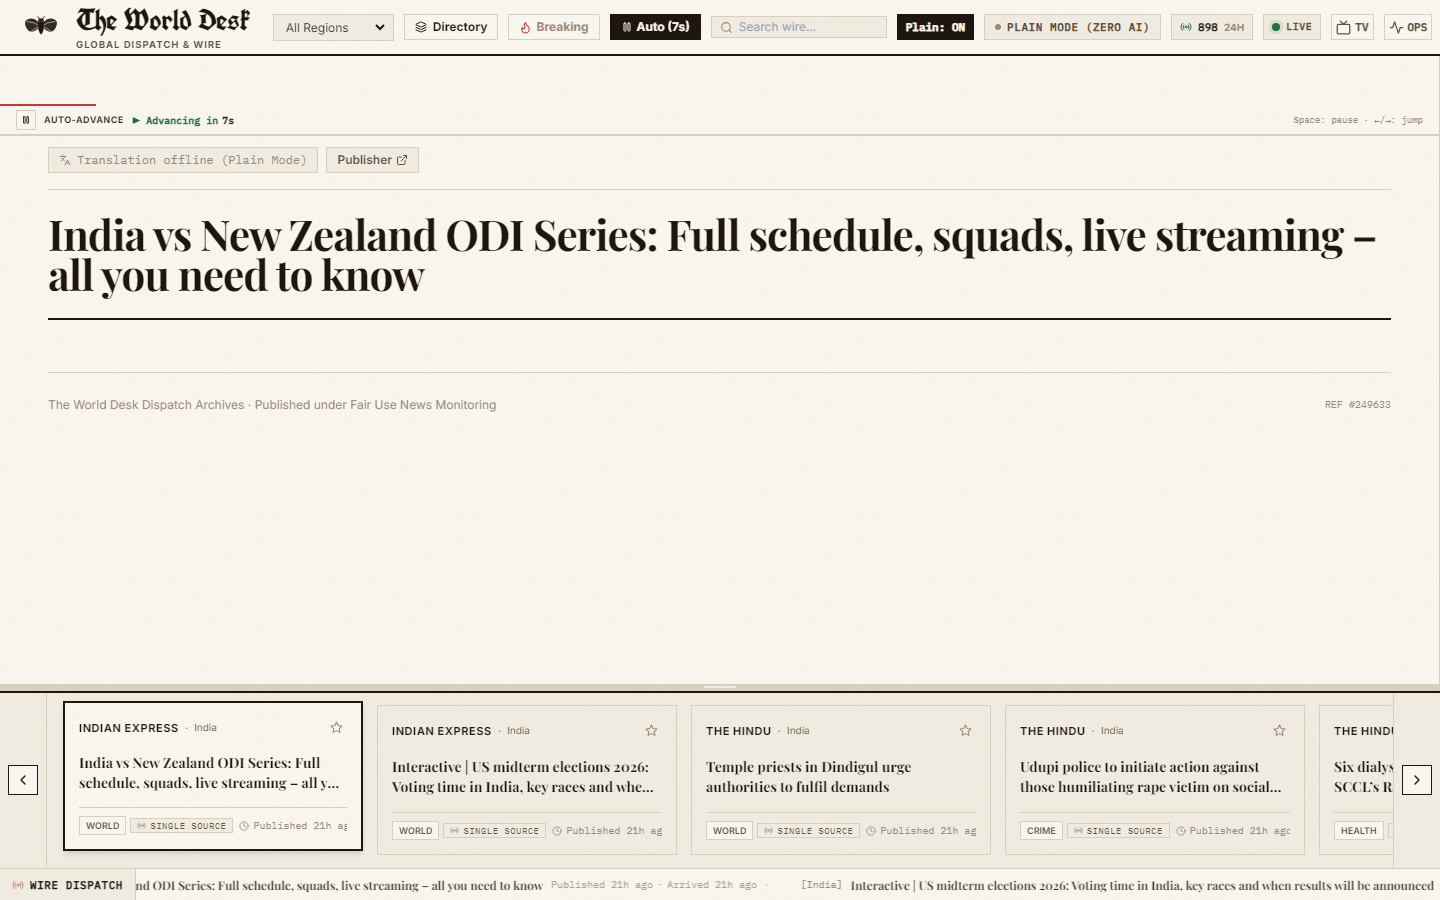 The World Desk
GLOBAL DISPATCH & WIRE
All Regions
Directory
Breaking
Auto (7s)
Search wire...
Plain: ON
PLAIN MODE (ZERO AI)
898 24H
LIVE
TV
OPS
AUTO-ADVANCE ▶ Advancing in 7s
Space: pause · ←/→: jump
Translation offline (Plain Mode)
Publisher
India vs New Zealand ODI Series: Full schedule, squads, live streaming –
all you need to know
The World Desk Dispatch Archives · Published under Fair Use News Monitoring
REF #249633
INDIAN EXPRESS · India
India vs New Zealand ODI Series: Full
schedule, squads, live streaming – all y...
WORLD
SINGLE SOURCE
Published 21h ag
INDIAN EXPRESS · India
Interactive | US midterm elections 2026:
Voting time in India, key races and whe...
WORLD
SINGLE SOURCE
Published 21h ag
THE HINDU · India
Temple priests in Dindigul urge
authorities to fulfil demands
WORLD
SINGLE SOURCE
Published 21h ag
THE HINDU · India
Udupi police to initiate action against
those humiliating rape victim on social...
CRIME
SINGLE SOURCE
Published 21h ago
THE HINDU
Six dialys
SCCL's R
HEALTH
WIRE DISPATCH
nd ODI Series: Full schedule, squads, live streaming – all you need to know Published 21h ago · Arrived 21h ago ·
[India] Interactive | US midterm elections 2026: Voting time in India, key races and when results will be announced